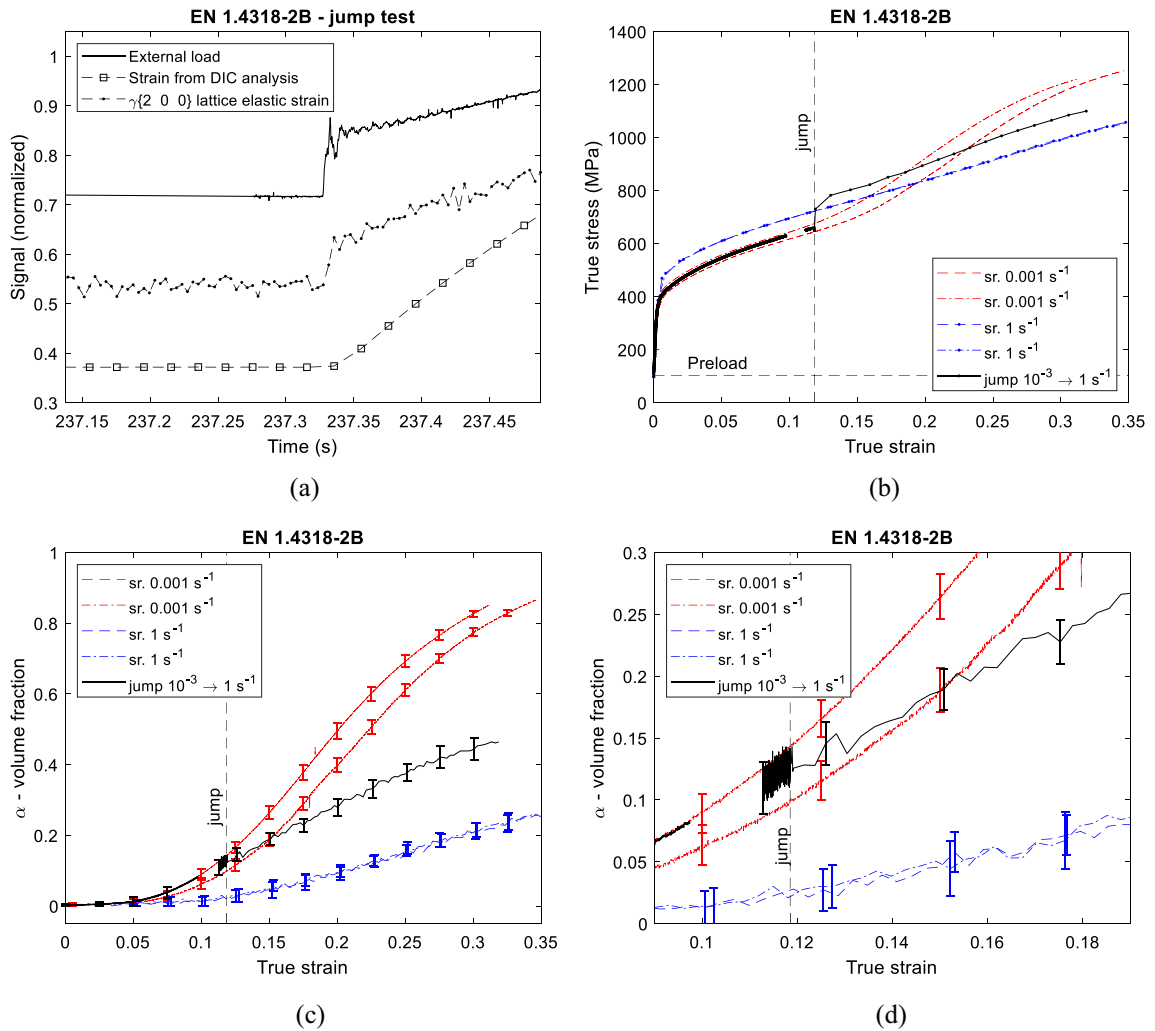 EN 1.4318-2B - jump test
External load
Strain from DIC analysis
γ{2 0 0} lattice elastic strain
Signal (normalized)
1
0.9
0.8
0.7
0.6
0.5
0.4
0.3
237.15 237.2 237.25 237.3 237.35 237.4 237.45
Time (s)
(a)
EN 1.4318-2B
True stress (MPa)
1400
1200
1000
800
600
400
200
0
jump
Preload
sr. 0.001 s⁻¹
sr. 0.001 s⁻¹
sr. 1 s⁻¹
sr. 1 s⁻¹
jump 10⁻³ → 1 s⁻¹
0 0.05 0.1 0.15 0.2 0.25 0.3 0.35
True strain
(b)
EN 1.4318-2B
sr. 0.001 s⁻¹
sr. 0.001 s⁻¹
sr. 1 s⁻¹
sr. 1 s⁻¹
jump 10⁻³ → 1 s⁻¹
α - volume fraction
1
0.8
0.6
0.4
0.2
0
jump
0 0.05 0.1 0.15 0.2 0.25 0.3 0.35
True strain
(c)
EN 1.4318-2B
sr. 0.001 s⁻¹
sr. 0.001 s⁻¹
sr. 1 s⁻¹
sr. 1 s⁻¹
jump 10⁻³ → 1 s⁻¹
α - volume fraction
0.3
0.25
0.2
0.15
0.1
0.05
0
jump
0.1 0.12 0.14 0.16 0.18
True strain
(d)